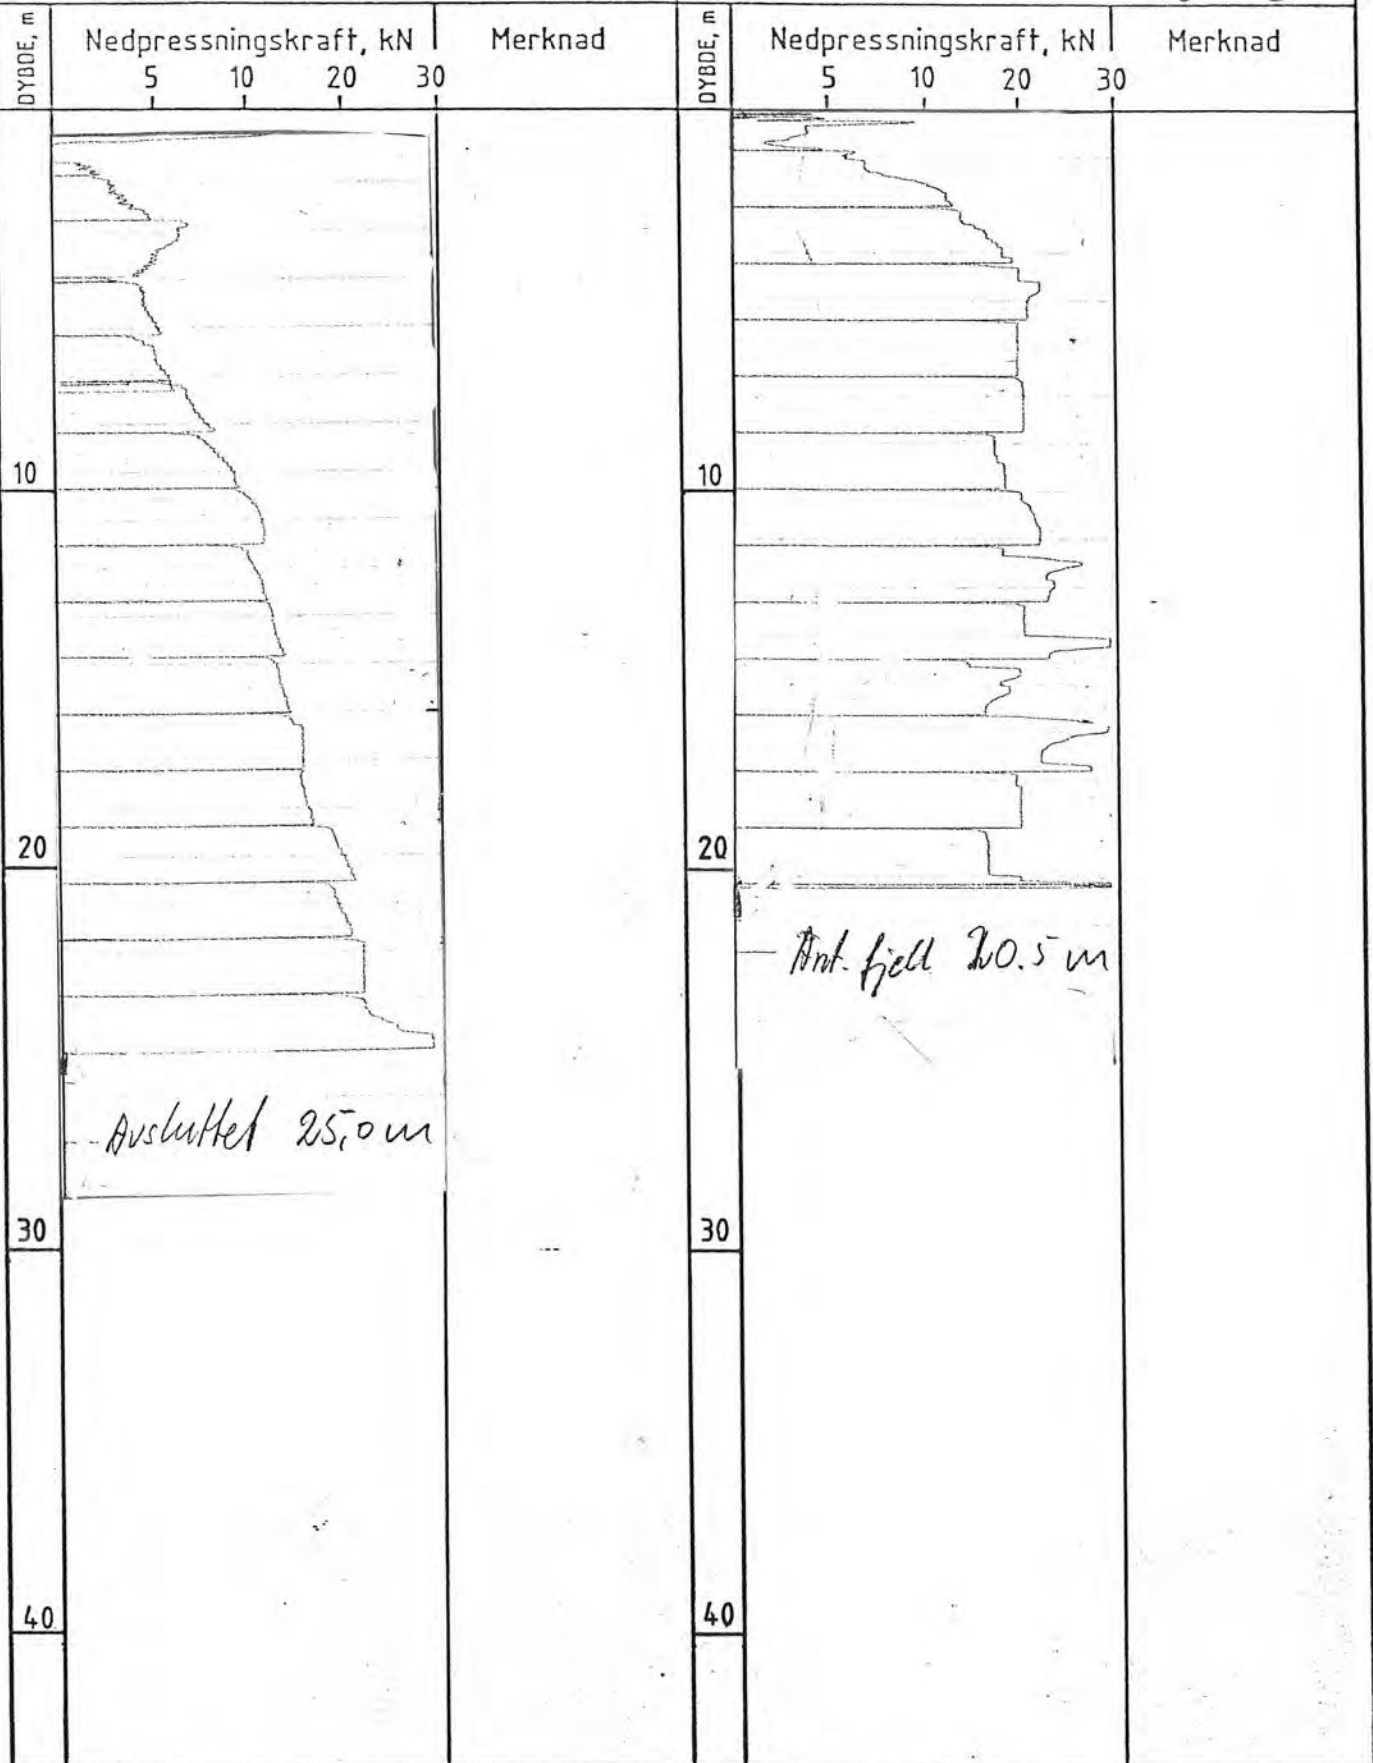 DYBDE, m
Nedpressningskraft, kN
Merknad
5 10 20 30
10
20
30
40
Avsluttet 25,0 m
DYBDE, m
Nedpressningskraft, kN
Merknad
5 10 20 30
10
20
30
40
Ant. fjell 20.5 m